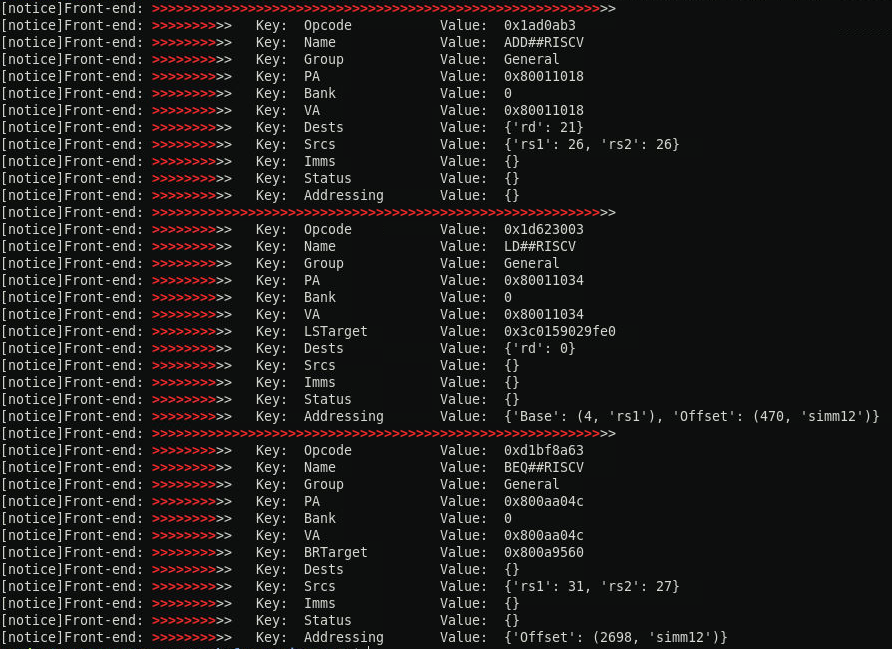 [notice]Front-end: >>>>>>>>>>>>>>>>>>>>>>>>>>>>>>>>>>>>>>>>>>>>>>>>>>>>>>>>>>
[notice]Front-end: >>>>>>>>>> Key: Opcode Value: 0x1ad0ab3
[notice]Front-end: >>>>>>>>>> Key: Name Value: ADD##RISCV
[notice]Front-end: >>>>>>>>>> Key: Group Value: General
[notice]Front-end: >>>>>>>>>> Key: PA Value: 0x80011018
[notice]Front-end: >>>>>>>>>> Key: Bank Value: 0
[notice]Front-end: >>>>>>>>>> Key: VA Value: 0x80011018
[notice]Front-end: >>>>>>>>>> Key: Dests Value: {'rd': 21}
[notice]Front-end: >>>>>>>>>> Key: Srcs Value: {'rs1': 26, 'rs2': 26}
[notice]Front-end: >>>>>>>>>> Key: Imms Value: {}
[notice]Front-end: >>>>>>>>>> Key: Status Value: {}
[notice]Front-end: >>>>>>>>>> Key: Addressing Value: {}
[notice]Front-end: >>>>>>>>>>>>>>>>>>>>>>>>>>>>>>>>>>>>>>>>>>>>>>>>>>>>>>>>>>
[notice]Front-end: >>>>>>>>>> Key: Opcode Value: 0x1d623003
[notice]Front-end: >>>>>>>>>> Key: Name Value: LD##RISCV
[notice]Front-end: >>>>>>>>>> Key: Group Value: General
[notice]Front-end: >>>>>>>>>> Key: PA Value: 0x80011034
[notice]Front-end: >>>>>>>>>> Key: Bank Value: 0
[notice]Front-end: >>>>>>>>>> Key: VA Value: 0x80011034
[notice]Front-end: >>>>>>>>>> Key: LSTarget Value: 0x3c0159029fe0
[notice]Front-end: >>>>>>>>>> Key: Dests Value: {'rd': 0}
[notice]Front-end: >>>>>>>>>> Key: Srcs Value: {}
[notice]Front-end: >>>>>>>>>> Key: Imms Value: {}
[notice]Front-end: >>>>>>>>>> Key: Status Value: {}
[notice]Front-end: >>>>>>>>>> Key: Addressing Value: {'Base': (4, 'rs1'), 'Offset': (470, 'simm12')}
[notice]Front-end: >>>>>>>>>>>>>>>>>>>>>>>>>>>>>>>>>>>>>>>>>>>>>>>>>>>>>>>>>>
[notice]Front-end: >>>>>>>>>> Key: Opcode Value: 0xd1bf8a63
[notice]Front-end: >>>>>>>>>> Key: Name Value: BEQ##RISCV
[notice]Front-end: >>>>>>>>>> Key: Group Value: General
[notice]Front-end: >>>>>>>>>> Key: PA Value: 0x800aa04c
[notice]Front-end: >>>>>>>>>> Key: Bank Value: 0
[notice]Front-end: >>>>>>>>>> Key: VA Value: 0x800aa04c
[notice]Front-end: >>>>>>>>>> Key: BRTarget Value: 0x800a9560
[notice]Front-end: >>>>>>>>>> Key: Dests Value: {}
[notice]Front-end: >>>>>>>>>> Key: Srcs Value: {'rs1': 31, 'rs2': 27}
[notice]Front-end: >>>>>>>>>> Key: Imms Value: {}
[notice]Front-end: >>>>>>>>>> Key: Status Value: {}
[notice]Front-end: >>>>>>>>>> Key: Addressing Value: {'Offset': (2698, 'simm12')}